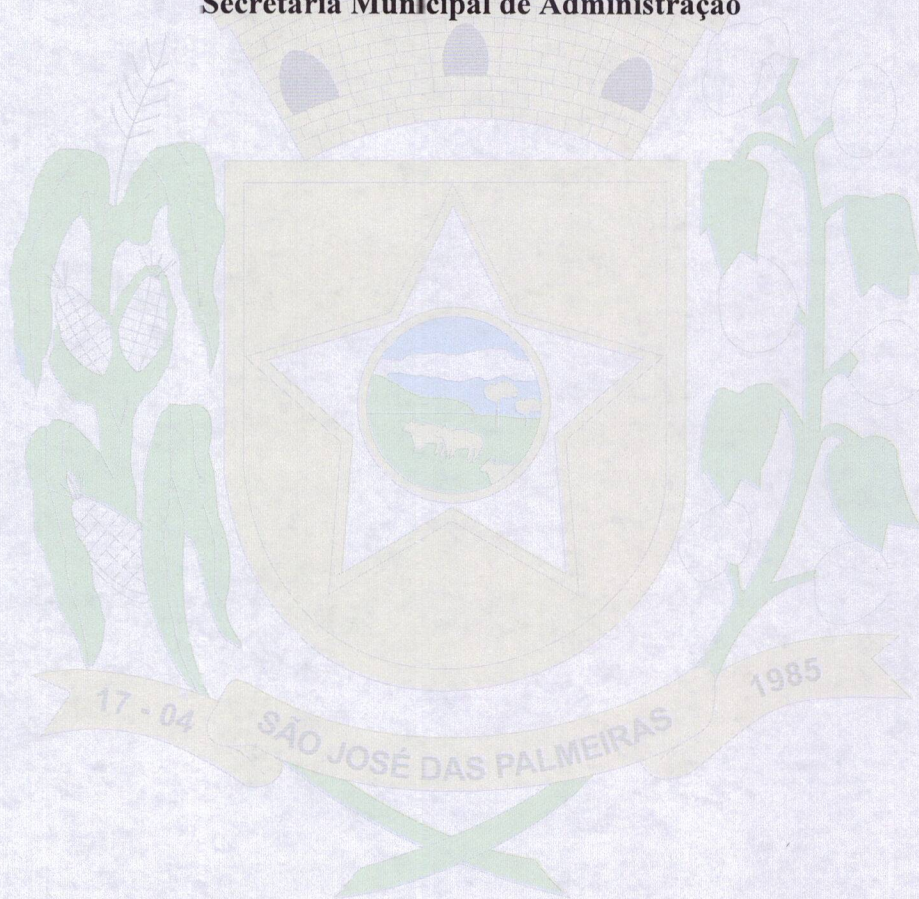 Secretaria Municipal de Administração
17 - 04
SÃO JOSÉ DAS PALMEIRAS
1985